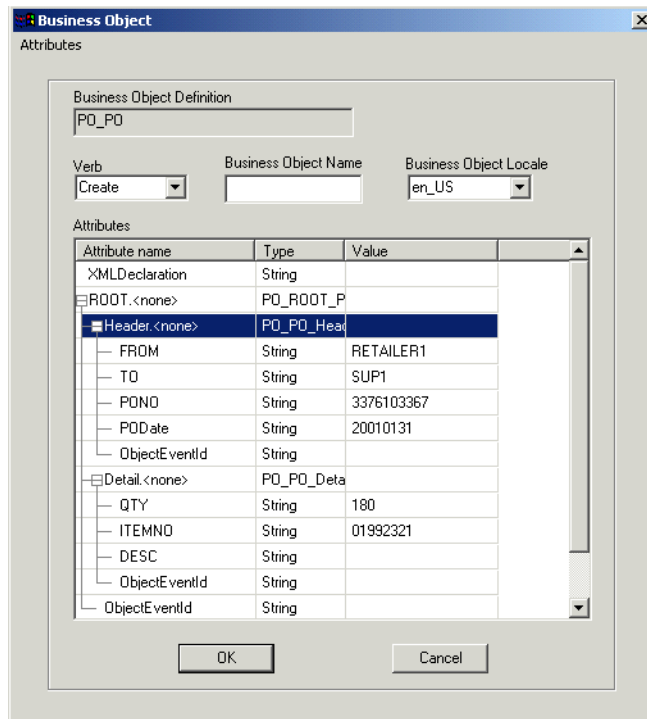 Business Object
Attributes
Business Object Definition
PO_PO
Verb Business Object Name Business Object Locale
Create en_US
Attributes
Attribute name Type Value
XMLDeclaration String
ROOT.<none> PO_ROOT_P
Header.<none> PO_PO_Head
FROM String RETAILER1
TO String SUP1
PONO String 3376103367
PODate String 20010131
ObjectEventId String
Detail.<none> PO_PO_Deta
QTY String 180
ITEMNO String 01992321
DESC String
ObjectEventId String
ObjectEventId String
OK Cancel